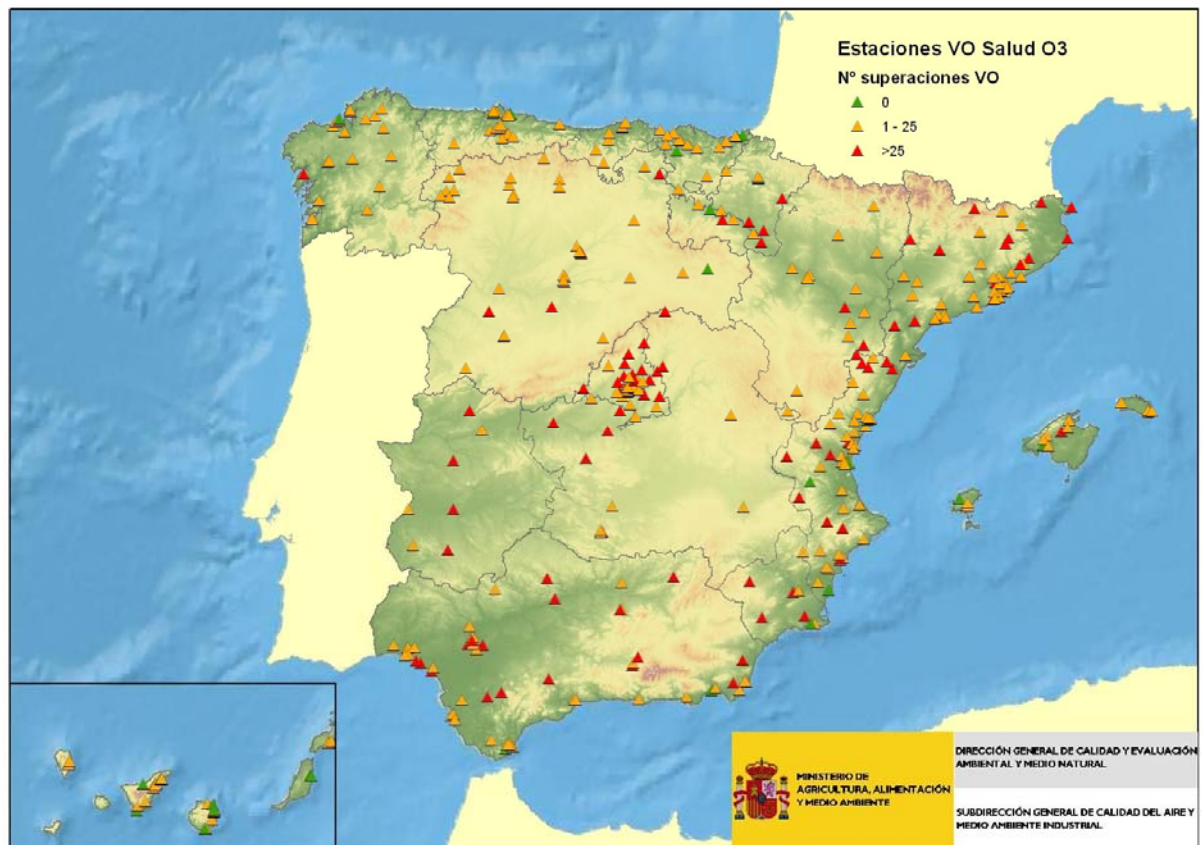 Estaciones VO Salud O3
Nº superaciones VO
0
1 - 25
>25
MINISTERIO DE
AGRICULTURA, ALIMENTACIÓN
Y MEDIO AMBIENTE
DIRECCIÓN GENERAL DE CALIDAD Y EVALUACIÓN
AMBIENTAL Y MEDIO NATURAL
SUBDIRECCIÓN GENERAL DE CALIDAD DEL AIRE Y
MEDIO AMBIENTE INDUSTRIAL